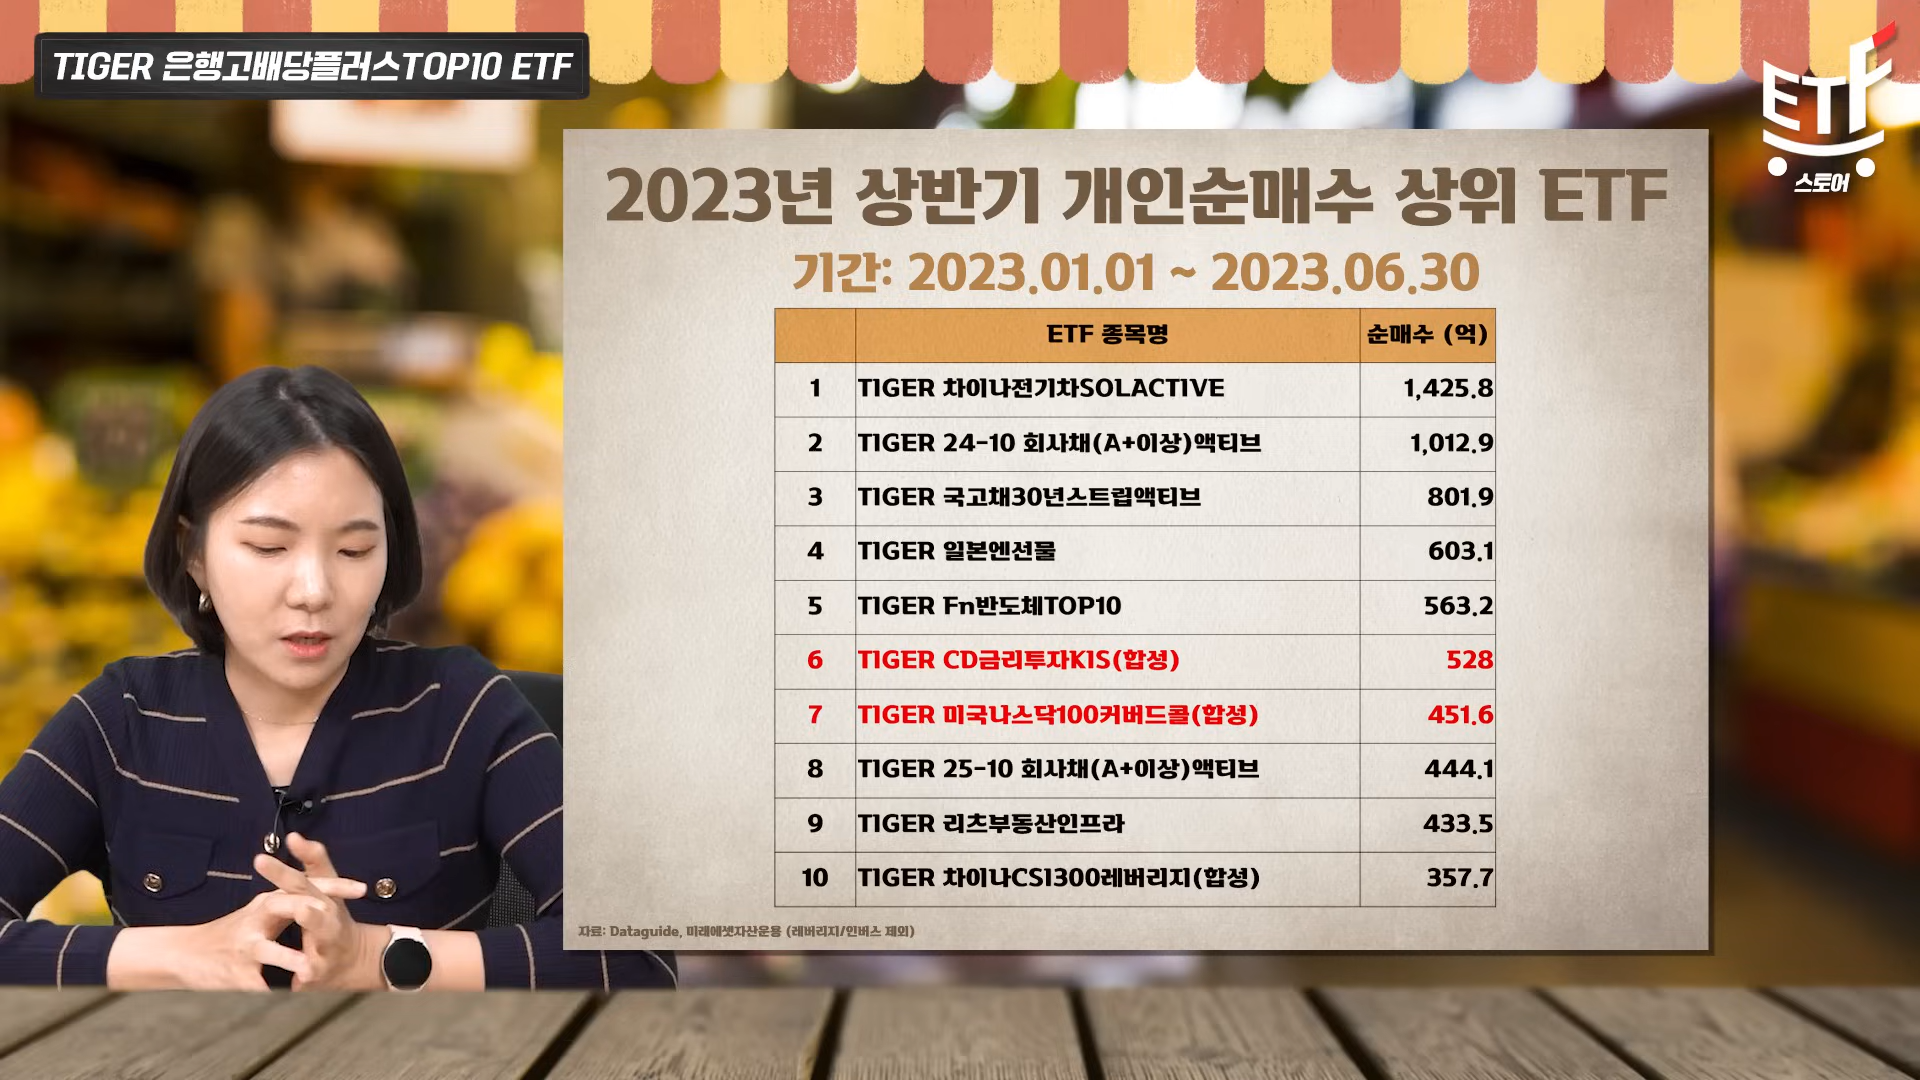 TIGER 은행고배당플러스TOP10 ETF
ETF
스토어
2023년 상반기 개인순매수 상위 ETF
기간: 2023.01.01 ~ 2023.06.30
ETF 종목명 순매수 (억)
1 TIGER 차이나전기차SOLACTIVE 1,425.8
2 TIGER 24-10 회사채(A+이상)액티브 1,012.9
3 TIGER 국고채30년스트립액티브 801.9
4 TIGER 일본엔선물 603.1
5 TIGER Fn반도체TOP10 563.2
6 TIGER CD금리투자KIS(합성) 528
7 TIGER 미국나스닥100커버드콜(합성) 451.6
8 TIGER 25-10 회사채(A+이상)액티브 444.1
9 TIGER 리츠부동산인프라 433.5
10 TIGER 차이나CSI300레버리지(합성) 357.7
자료: Dataguide, 미래에셋자산운용 (레버리지/인버스 제외)